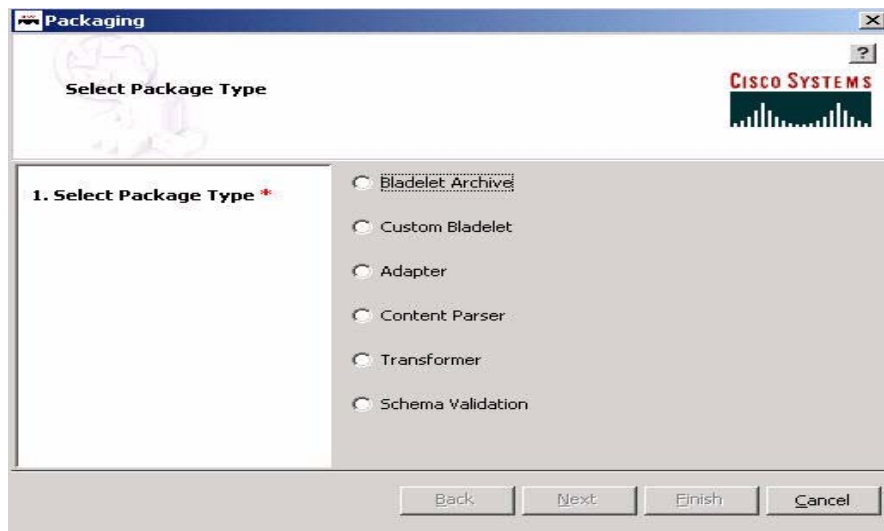 Packaging
?
Select Package Type
CISCO SYSTEMS
1. Select Package Type *
Bladelet Archive
Custom Bladelet
Adapter
Content Parser
Transformer
Schema Validation
Back
Next
Finish
Cancel